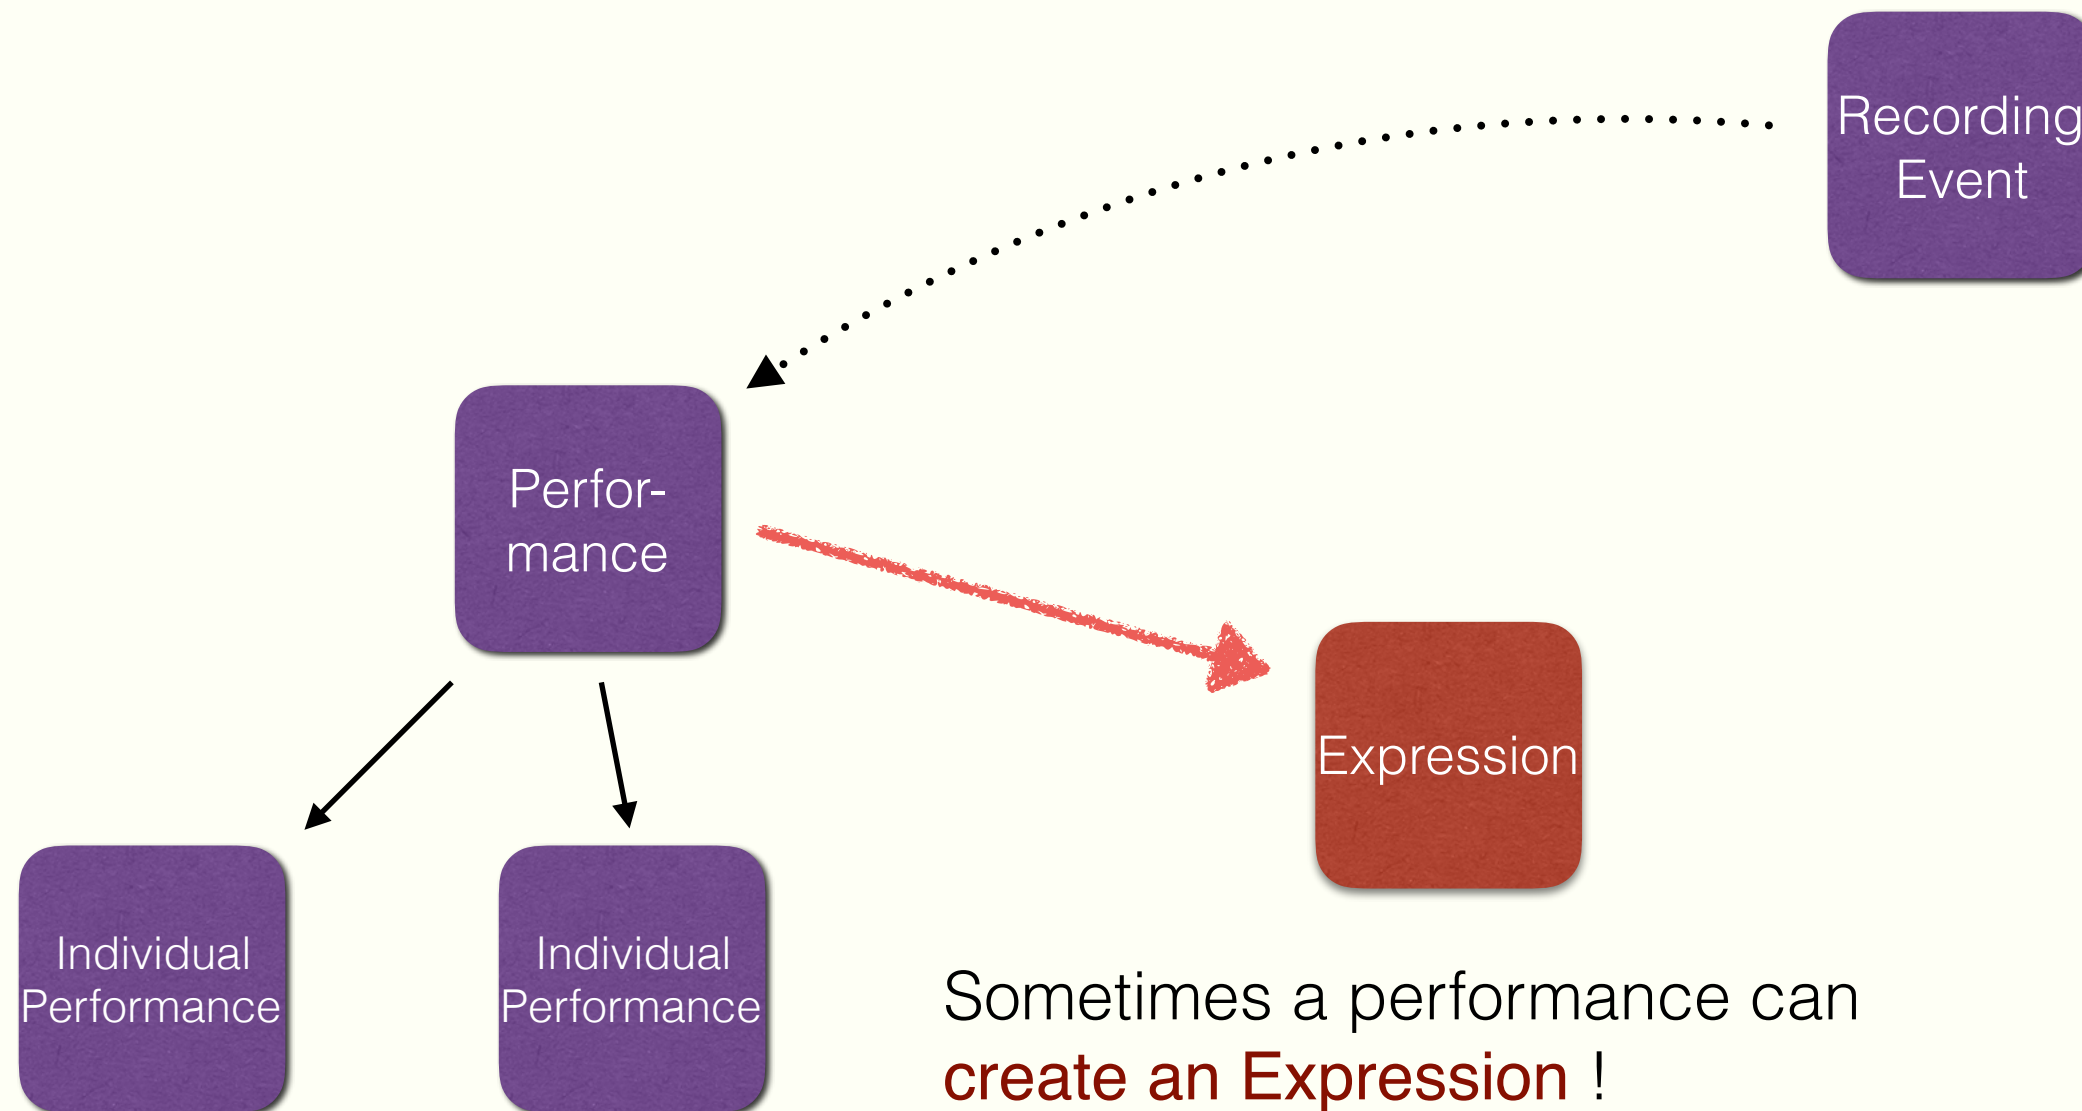 Recording
Event
Perfor-
mance
Expression
Individual
Performance
Individual
Performance
Sometimes a performance can
create an Expression !